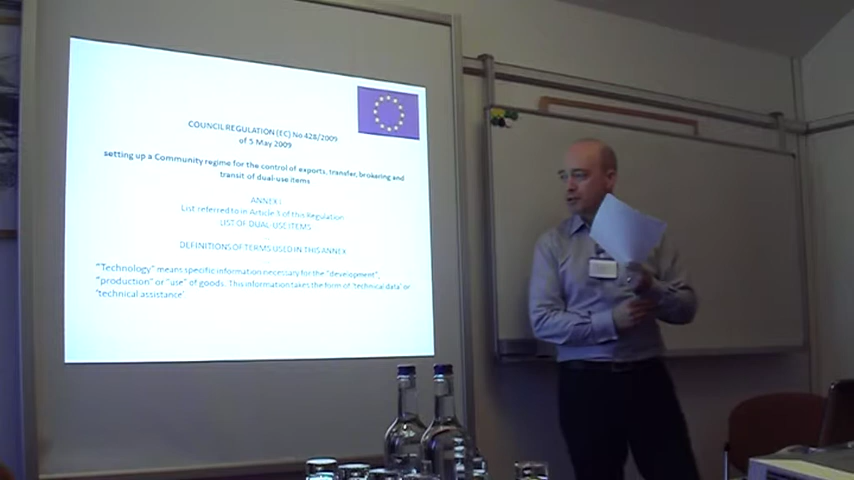 COUNCIL REGULATION (EC) No 428/2009
of 5 May 2009
setting up a Community regime for the control of exports, transfer, brokering and
transit of dual-use items
ANNEX I
List referred to in Article 3 of this Regulation
LIST OF DUAL-USE ITEMS
...
DEFINITIONS OF TERMS USED IN THIS ANNEX
"Technology" means specific information necessary for the "development",
"production" or "use" of goods. This information takes the form of 'technical data' or
'technical assistance'.